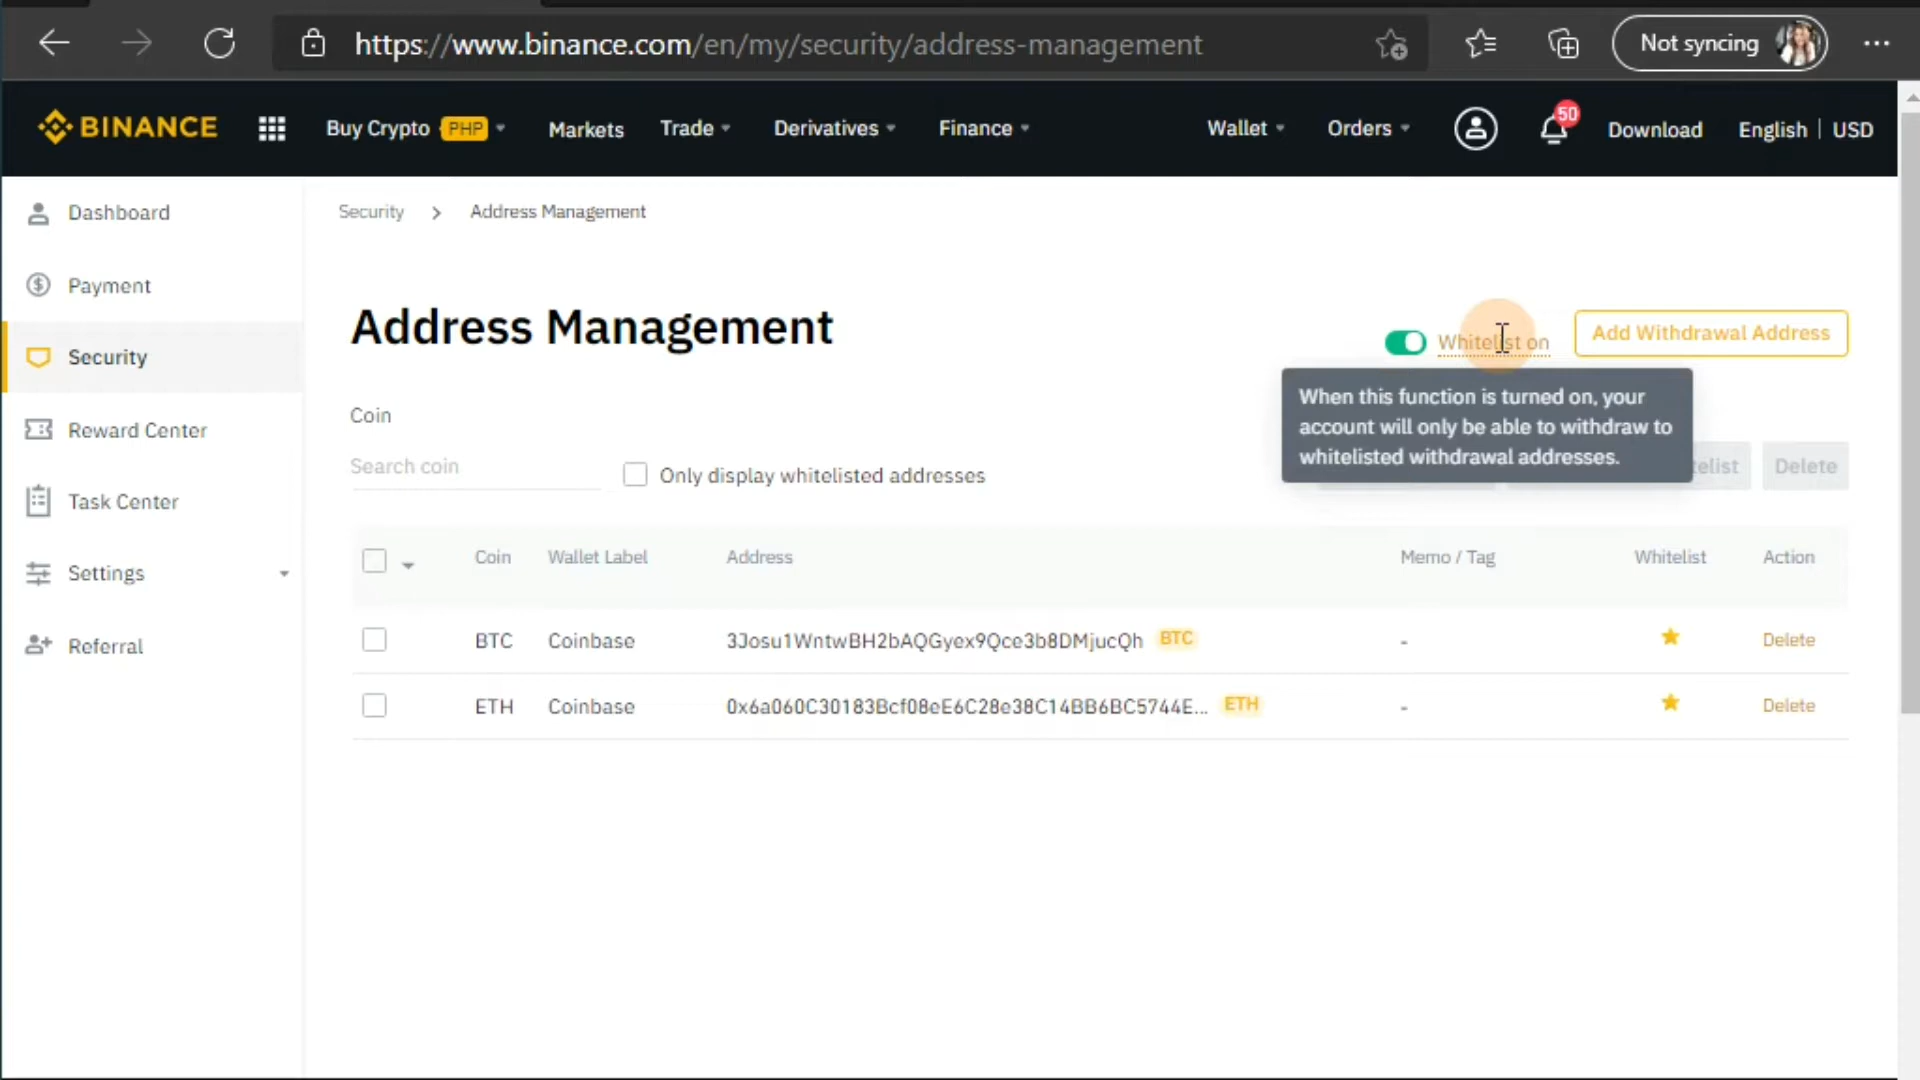 https://www.binance.com/en/my/security/address-management
Not syncing
BINANCE
Buy Crypto PHP
Markets
Trade
Derivatives
Finance
Wallet
Orders
50
Download
English | USD
Dashboard
Payment
Security
Reward Center
Task Center
Settings
Referral
Security > Address Management
Address Management
Whitelist on
Add Withdrawal Address
When this function is turned on, your
account will only be able to withdraw to
whitelisted withdrawal addresses.
Coin
Search coin
Only display whitelisted addresses
Delete
Coin Wallet Label Address Memo / Tag Whitelist Action
BTC Coinbase 3Josu1WntwBH2bAQGyex9Qce3b8DMjucQh BTC - Delete
ETH Coinbase 0x6a060C30183Bcf08eE6C28e38C14BB6BC5744E... ETH - Delete